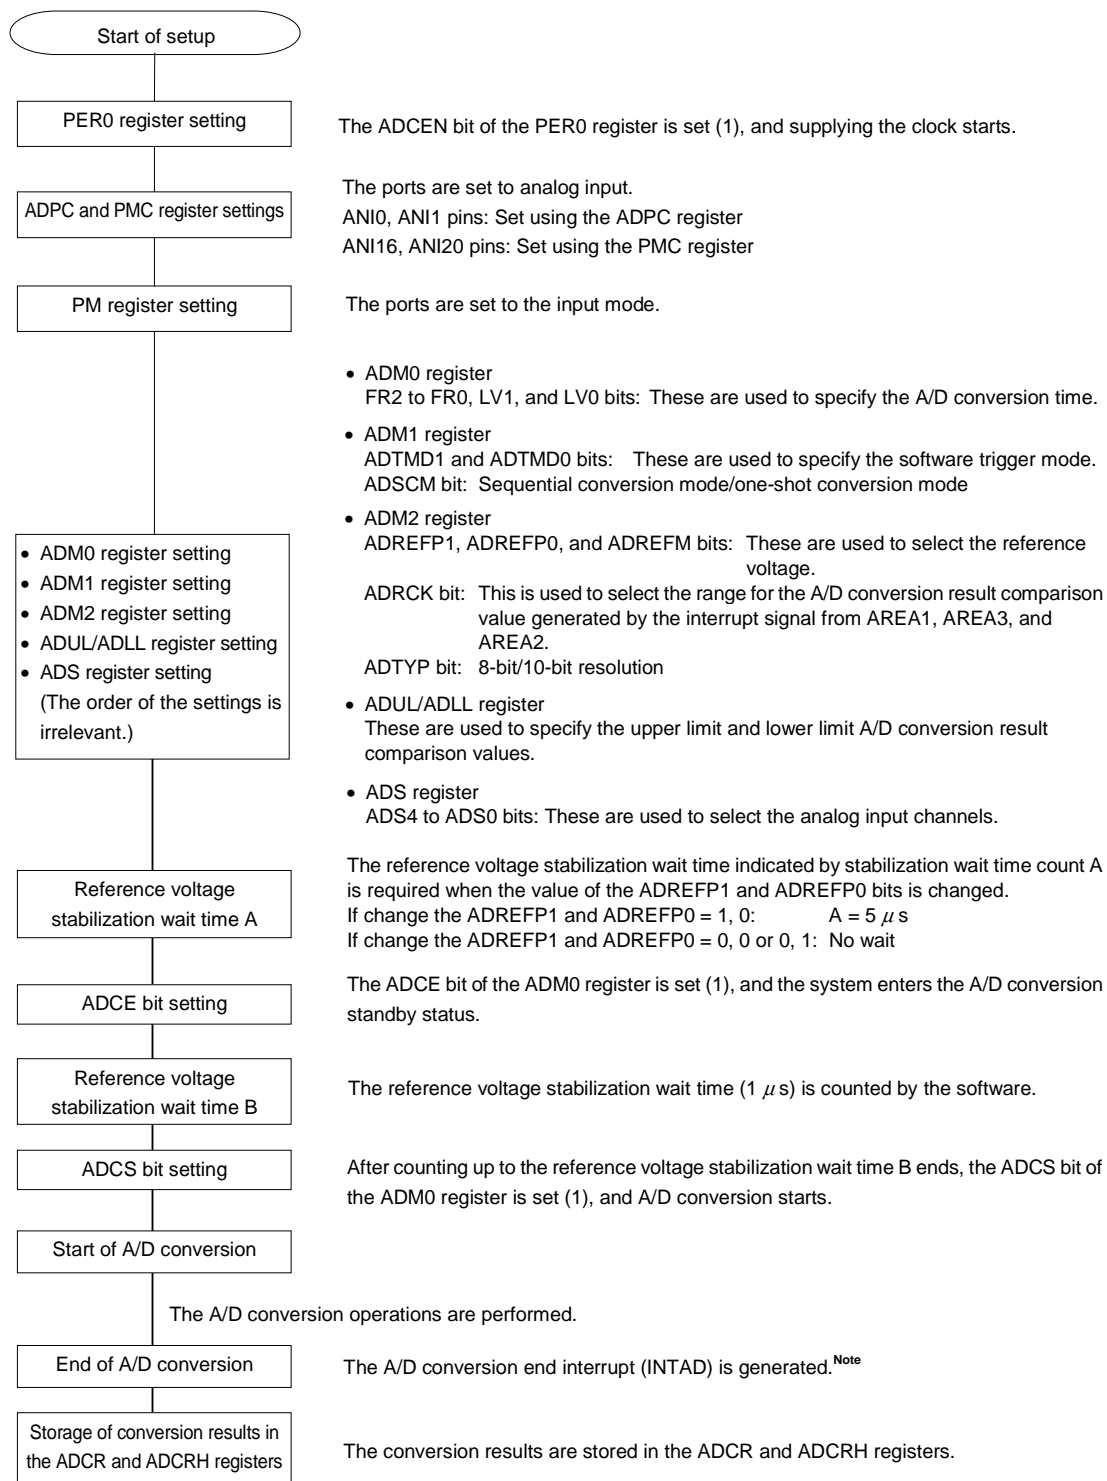 Start of setup
PER0 register setting
The ADCEN bit of the PER0 register is set (1), and supplying the clock starts.
ADPC and PMC register settings
The ports are set to analog input.
ANI0, ANI1 pins: Set using the ADPC register
ANI16, ANI20 pins: Set using the PMC register
PM register setting
The ports are set to the input mode.
• ADM0 register setting
• ADM1 register setting
• ADM2 register setting
• ADUL/ADLL register setting
• ADS register setting
(The order of the settings is
irrelevant.)
• ADM0 register
FR2 to FR0, LV1, and LV0 bits: These are used to specify the A/D conversion time.
• ADM1 register
ADTMD1 and ADTMD0 bits: These are used to specify the software trigger mode.
ADSCM bit: Sequential conversion mode/one-shot conversion mode
• ADM2 register
ADREFP1, ADREFP0, and ADREFM bits: These are used to select the reference
voltage.
ADRCK bit: This is used to select the range for the A/D conversion result comparison
value generated by the interrupt signal from AREA1, AREA3, and
AREA2.
ADTYP bit: 8-bit/10-bit resolution
• ADUL/ADLL register
These are used to specify the upper limit and lower limit A/D conversion result
comparison values.
• ADS register
ADS4 to ADS0 bits: These are used to select the analog input channels.
Reference voltage
stabilization wait time A
The reference voltage stabilization wait time indicated by stabilization wait time count A
is required when the value of the ADREFP1 and ADREFP0 bits is changed.
If change the ADREFP1 and ADREFP0 = 1, 0: A = 5 μ s
If change the ADREFP1 and ADREFP0 = 0, 0 or 0, 1: No wait
ADCE bit setting
The ADCE bit of the ADM0 register is set (1), and the system enters the A/D conversion
standby status.
Reference voltage
stabilization wait time B
The reference voltage stabilization wait time (1 μ s) is counted by the software.
ADCS bit setting
After counting up to the reference voltage stabilization wait time B ends, the ADCS bit of
the ADM0 register is set (1), and A/D conversion starts.
Start of A/D conversion
The A/D conversion operations are performed.
End of A/D conversion
The A/D conversion end interrupt (INTAD) is generated.Note
Storage of conversion results in
the ADCR and ADCRH registers
The conversion results are stored in the ADCR and ADCRH registers.